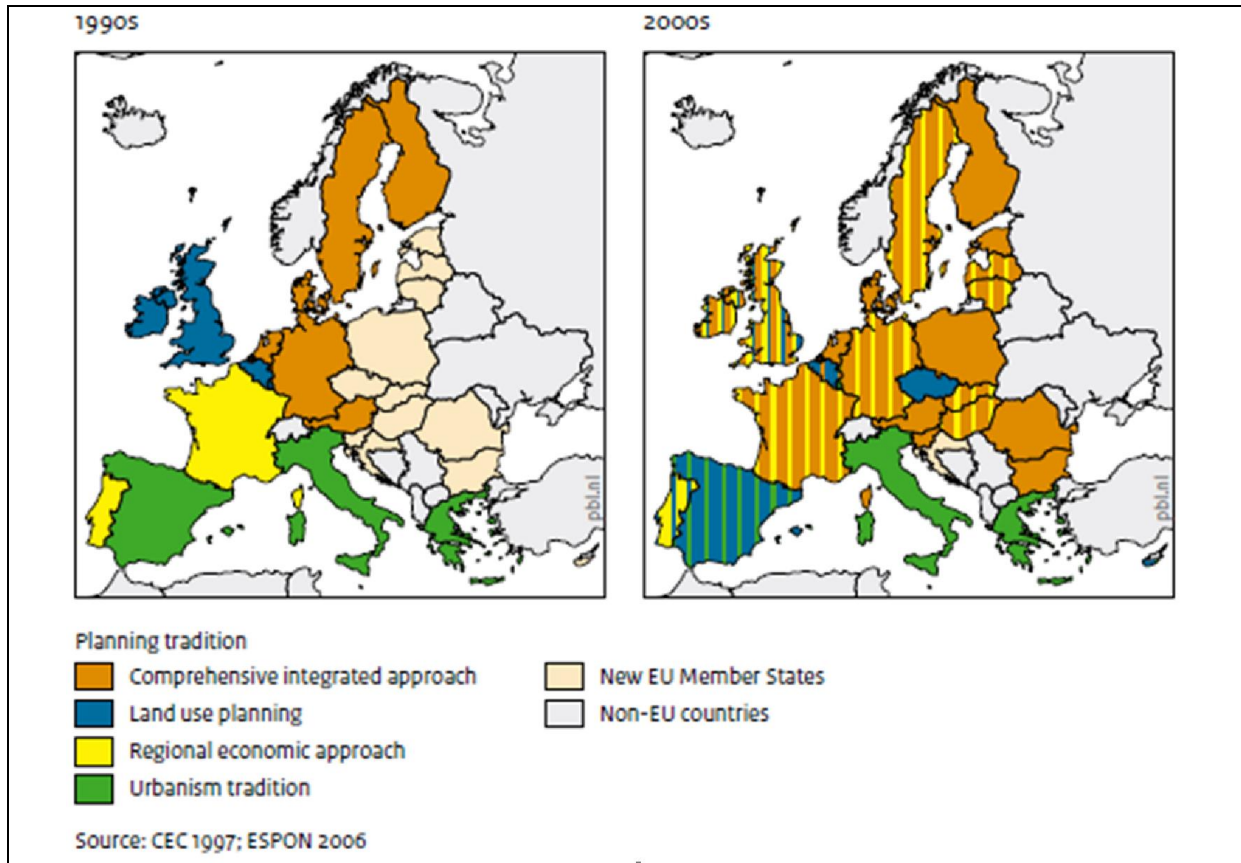 1990s
2000s
pbl.nl
pbl.nl
Planning tradition
Comprehensive integrated approach
Land use planning
Regional economic approach
Urbanism tradition
New EU Member States
Non-EU countries
Source: CEC 1997; ESPON 2006